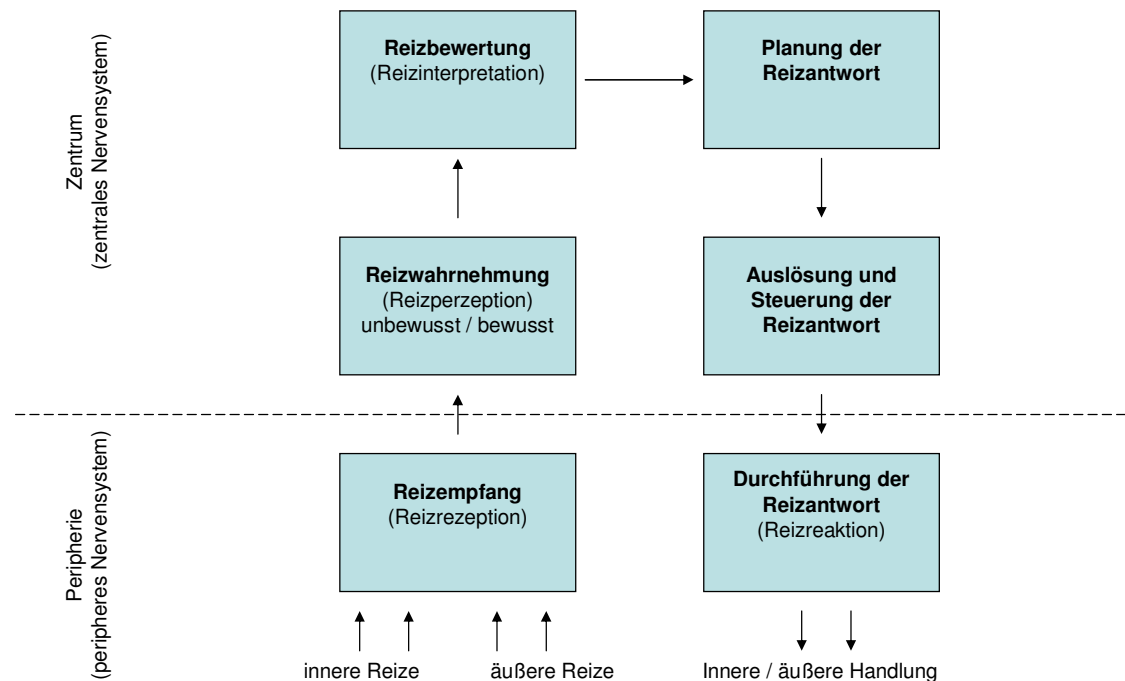 Zentrum
(zentrales Nervensystem)
Reizbewertung
(Reizinterpretation)
Planung der
Reizantwort
Reizwahrnehmung
(Reizperzeption)
unbewusst / bewusst
Auslösung und
Steuerung der
Reizantwort
Peripherie
(peripheres Nervensystem)
Reizempfang
(Reizrezeption)
Durchführung der
Reizantwort
(Reizreaktion)
innere Reize
äußere Reize
Innere / äußere Handlung